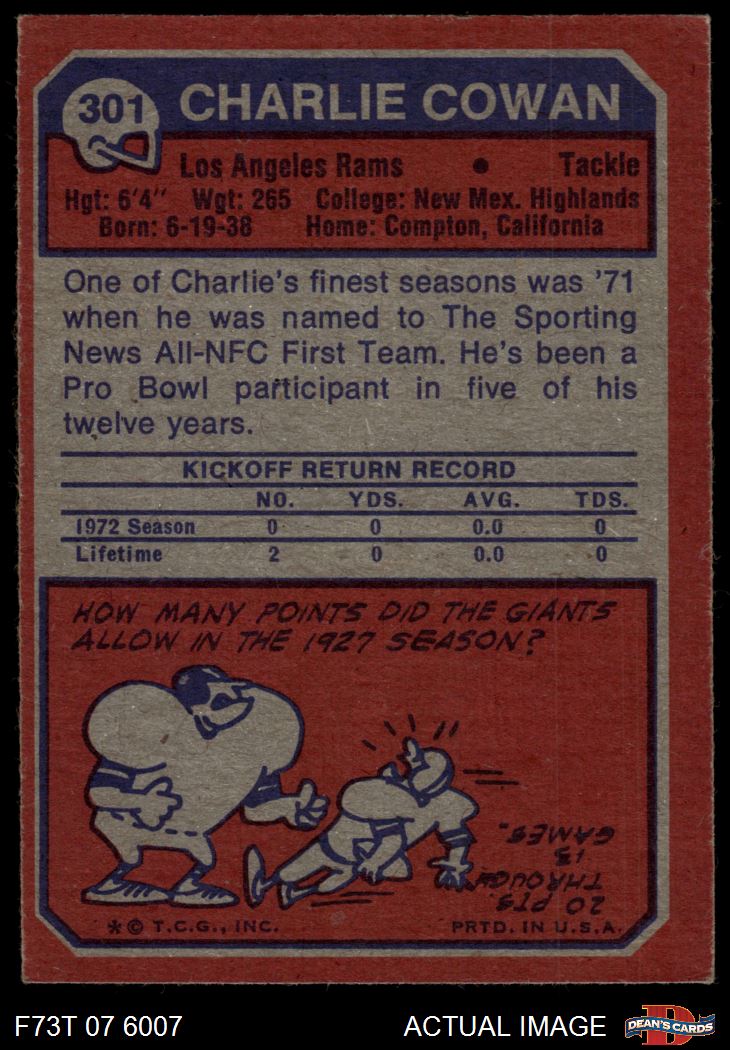 301 CHARLIE COWAN
Los Angeles Rams • Tackle
Hgt: 6'4" Wgt: 265 College: New Mex. Highlands
Born: 6-19-38 Home: Compton, California
One of Charlie's finest seasons was '71
when he was named to The Sporting
News All-NFC First Team. He's been a
Pro Bowl participant in five of his
twelve years.
KICKOFF RETURN RECORD
NO. YDS. AVG. TDS.
1972 Season 0 0 0.0 0
Lifetime 2 0 0.0 0
HOW MANY POINTS DID THE GIANTS
ALLOW IN THE 1927 SEASON?
20 PTS.
THROUGH
13
GAMES.
*© T.C.G., INC. PRTD. IN U.S.A.
F73T 07 6007 ACTUAL IMAGE D DEAN'S CARDS